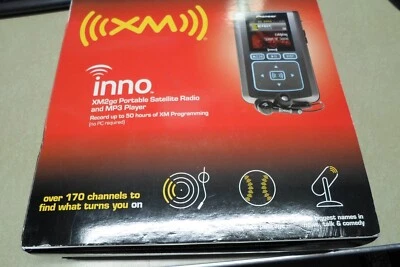 XM
Pioneer
inno
XM2go Portable Satellite Radio
and MP3 Player
Record up to 50 hours of XM Programming
[no PC required]
over 170 channels to
find what turns you on
biggest names in
talk & comedy